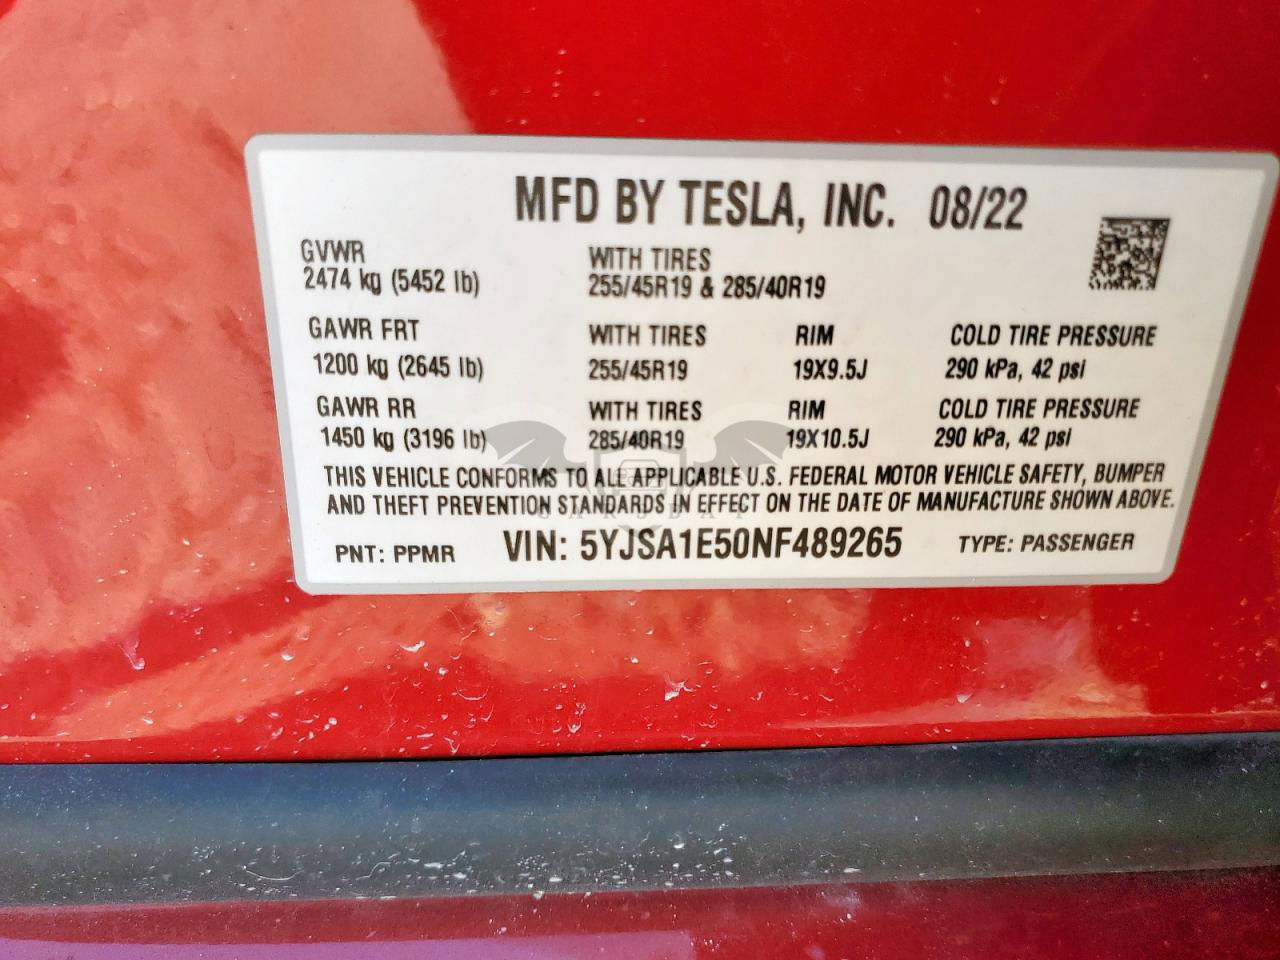 MFD BY TESLA, INC. 08/22
GVWR
2474 kg (5452 lb)
WITH TIRES
255/45R19 & 285/40R19
GAWR FRT WITH TIRES RIM COLD TIRE PRESSURE
1200 kg (2645 lb) 255/45R19 19X9.5J 290 kPa, 42 psi
GAWR RR WITH TIRES RIM COLD TIRE PRESSURE
1450 kg (3196 lb) 285/40R19 19X10.5J 290 kPa, 42 psi
THIS VEHICLE CONFORMS TO ALL APPLICABLE U.S. FEDERAL MOTOR VEHICLE SAFETY, BUMPER
AND THEFT PREVENTION STANDARDS IN EFFECT ON THE DATE OF MANUFACTURE SHOWN ABOVE.
PNT: PPMR VIN: 5YJSA1E50NF489265 TYPE: PASSENGER